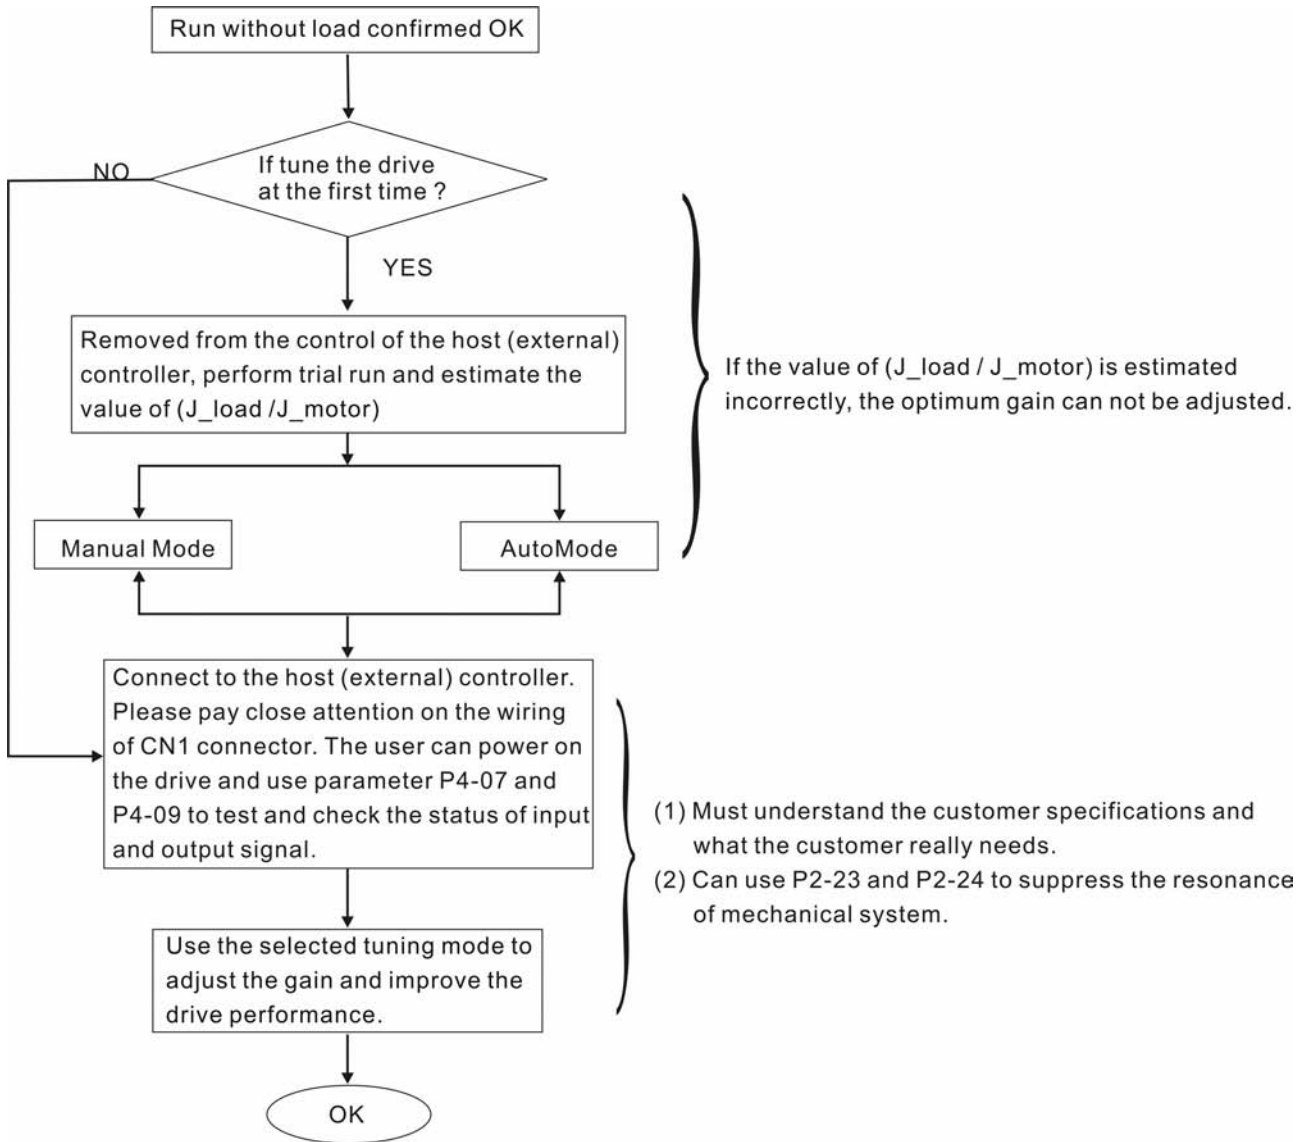 Run without load confirmed OK
If tune the drive
at the first time ?
NO
YES
Removed from the control of the host (external)
controller, perform trial run and estimate the
value of (J_load /J_motor)
If the value of (J_load / J_motor) is estimated
incorrectly, the optimum gain can not be adjusted.
Manual Mode
AutoMode
Connect to the host (external) controller.
Please pay close attention on the wiring
of CN1 connector. The user can power on
the drive and use parameter P4-07 and
P4-09 to test and check the status of input
and output signal.
(1) Must understand the customer specifications and
what the customer really needs.
(2) Can use P2-23 and P2-24 to suppress the resonance
of mechanical system.
Use the selected tuning mode to
adjust the gain and improve the
drive performance.
OK